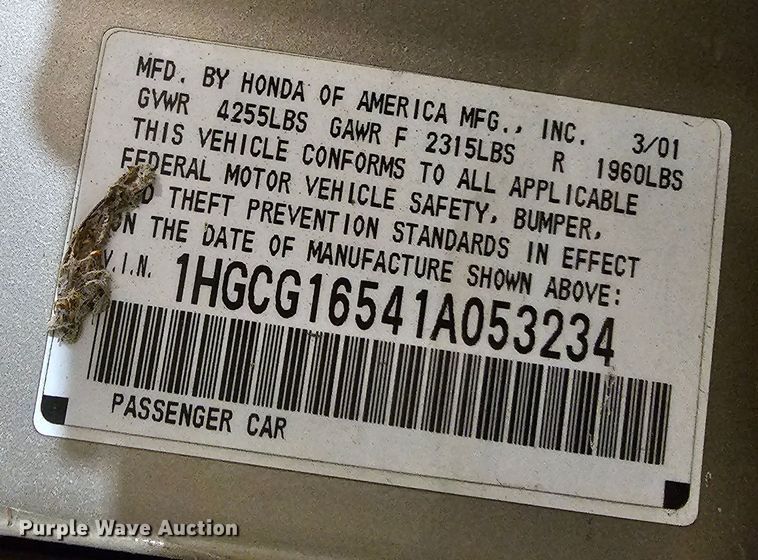 MFD. BY HONDA OF AMERICA MFG., INC. 3/01
GVWR 4255LBS GAWR F 2315LBS R 1960LBS
THIS VEHICLE CONFORMS TO ALL APPLICABLE
FEDERAL MOTOR VEHICLE SAFETY, BUMPER,
D THEFT PREVENTION STANDARDS IN EFFECT
ON THE DATE OF MANUFACTURE SHOWN ABOVE:
V.I.N. 1HGCG16541A053234
PASSENGER CAR
Purple Wave Auction